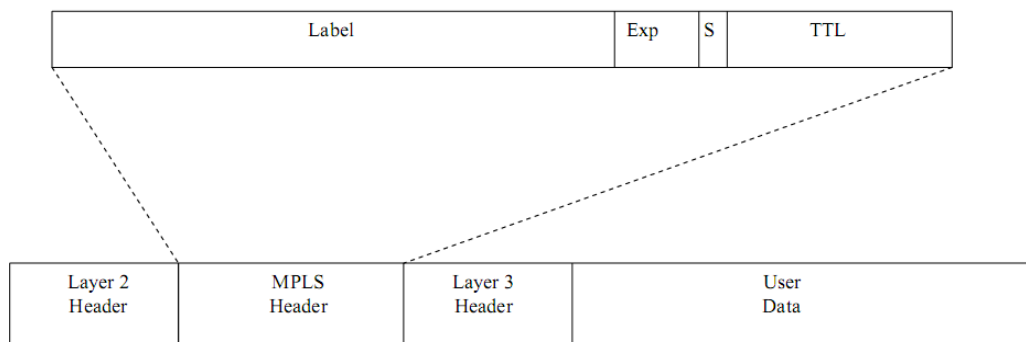 Label Exp S TTL
Layer 2 MPLS Layer 3 User
Header Header Header Data